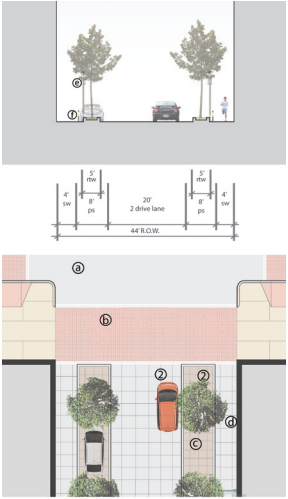 ⓔ
ⓕ
5' 5'
rtw rtw
4' 20' 4'
sw 8' 2 drive lane 8' sw
ps ps
44' R.O.W.
ⓐ
ⓑ
② ②
ⓓ
ⓒ